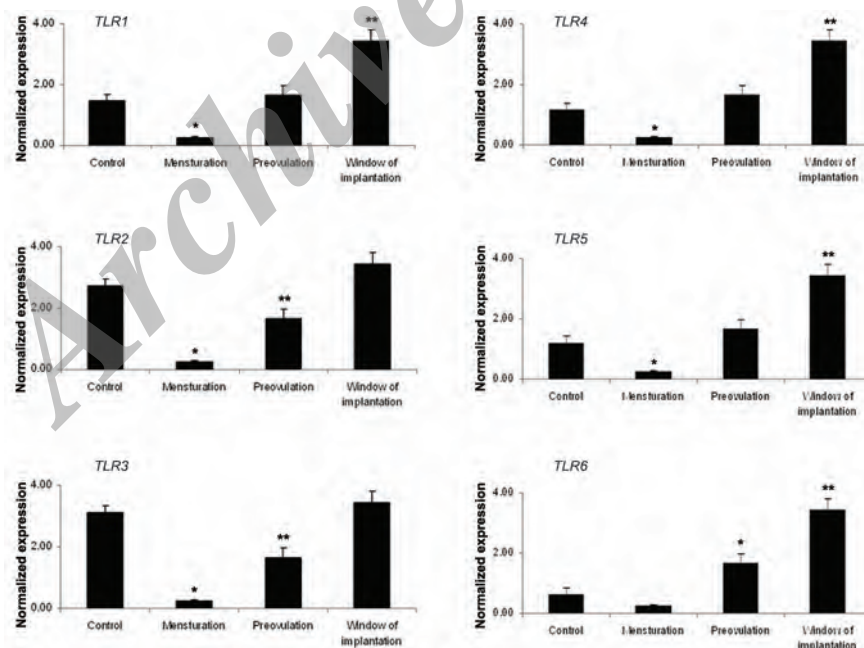 TLR1
Normalized expression
4.00
2.00
0.00
**
*
Control
Mensturation
Preovulation
Window of implantation
TLR4
Normalized expression
4.00
2.00
0.00
**
*
Control
Mensturation
Preovulation
Window of implantation
TLR2
Normalized expression
4.00
2.00
0.00
*
**
Control
Mensturation
Preovulation
Window of implantation
TLR5
Normalized expression
4.00
2.00
0.00
**
*
Control
Mensturation
Preovulation
Window of implantation
TLR3
Normalized expression
4.00
2.00
0.00
*
**
Control
Mensturation
Preovulation
Window of implantation
TLR6
Normalized expression
4.00
2.00
0.00
*
**
Control
Mensturation
Preovulation
Window of implantation
Archive